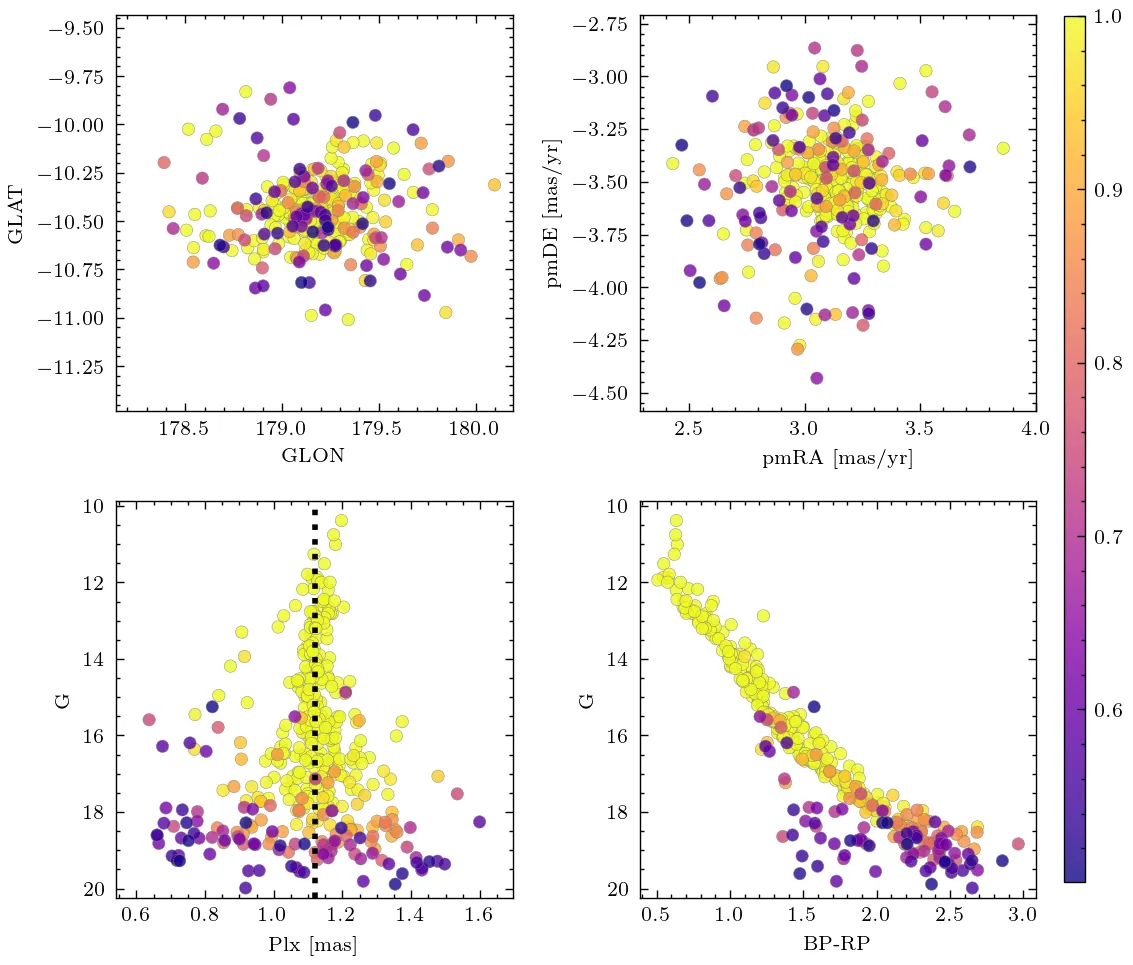 −9.50
−9.75
−10.00
−10.25
−10.50
−10.75
−11.00
−11.25
GLAT
178.5 179.0 179.5 180.0
GLON
−2.75
−3.00
−3.25
−3.50
−3.75
−4.00
−4.25
−4.50
pmDE [mas/yr]
2.5 3.0 3.5 4.0
pmRA [mas/yr]
10
12
14
16
18
20
G
0.6 0.8 1.0 1.2 1.4 1.6
Plx [mas]
10
12
14
16
18
20
G
0.5 1.0 1.5 2.0 2.5 3.0
BP-RP
1.0
0.9
0.8
0.7
0.6